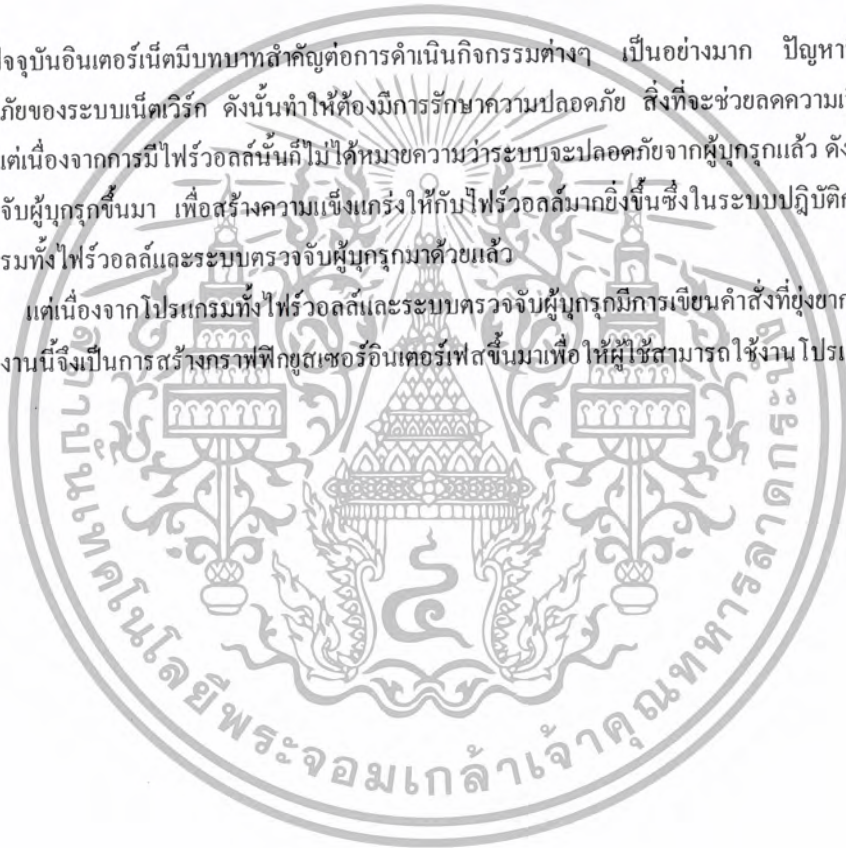 จจุบันอินเตอร์เน็ตมีบทบาทสำคัญต่อการดำเนินกิจกรรมต่างๆ เป็นอย่างมาก ปัญหา
ภัยของระบบเน็ตเวิร์ก ดังนั้นทำให้ต้องมีการรักษาความปลอดภัย สิ่งที่จะช่วยลดความ
แต่เนื่องจากการมีไฟร์วอลล์นั้นก็ไม่ได้หมายความว่าระบบจะปลอดภัยจากผู้บุกรุกแล้ว ดัง
จับผู้บุกรุกขึ้นมา เพื่อสร้างความแข็งแกร่งให้กับไฟร์วอลล์มากยิ่งขึ้นซึ่งในระบบปฎิบัติ
รมทั้งไฟร์วอลล์และระบบตรวจจับผู้บุกรุกมาด้วยแล้ว
แต่เนื่องจากโปรแกรมทั้งไฟร์วอลล์และระบบตรวจจับผู้บุกรุกมีการเขียนคำสั่งที่ยุ่งยาก
งานนี้จึงเป็นการสร้างกราฟฟิกยูสเซอร์อินเตอร์เฟสขึ้นมาเพื่อให้ผู้ใช้สามารถใช้งานโปรแ
สถาบันเทคโนโลยีพระจอมเกล้าเจ้าคุณทหารลาดกระบัง